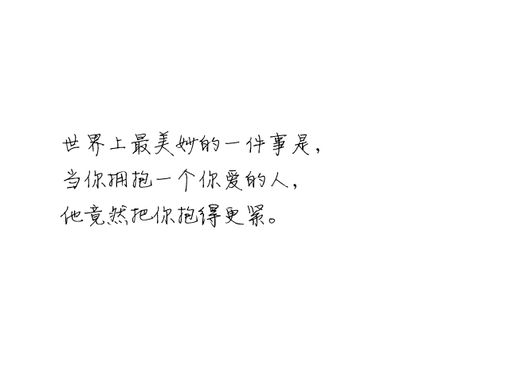 世界上最美妙的一件事是，
当你拥抱一个你爱的人，
他竟然把你抱得更紧。